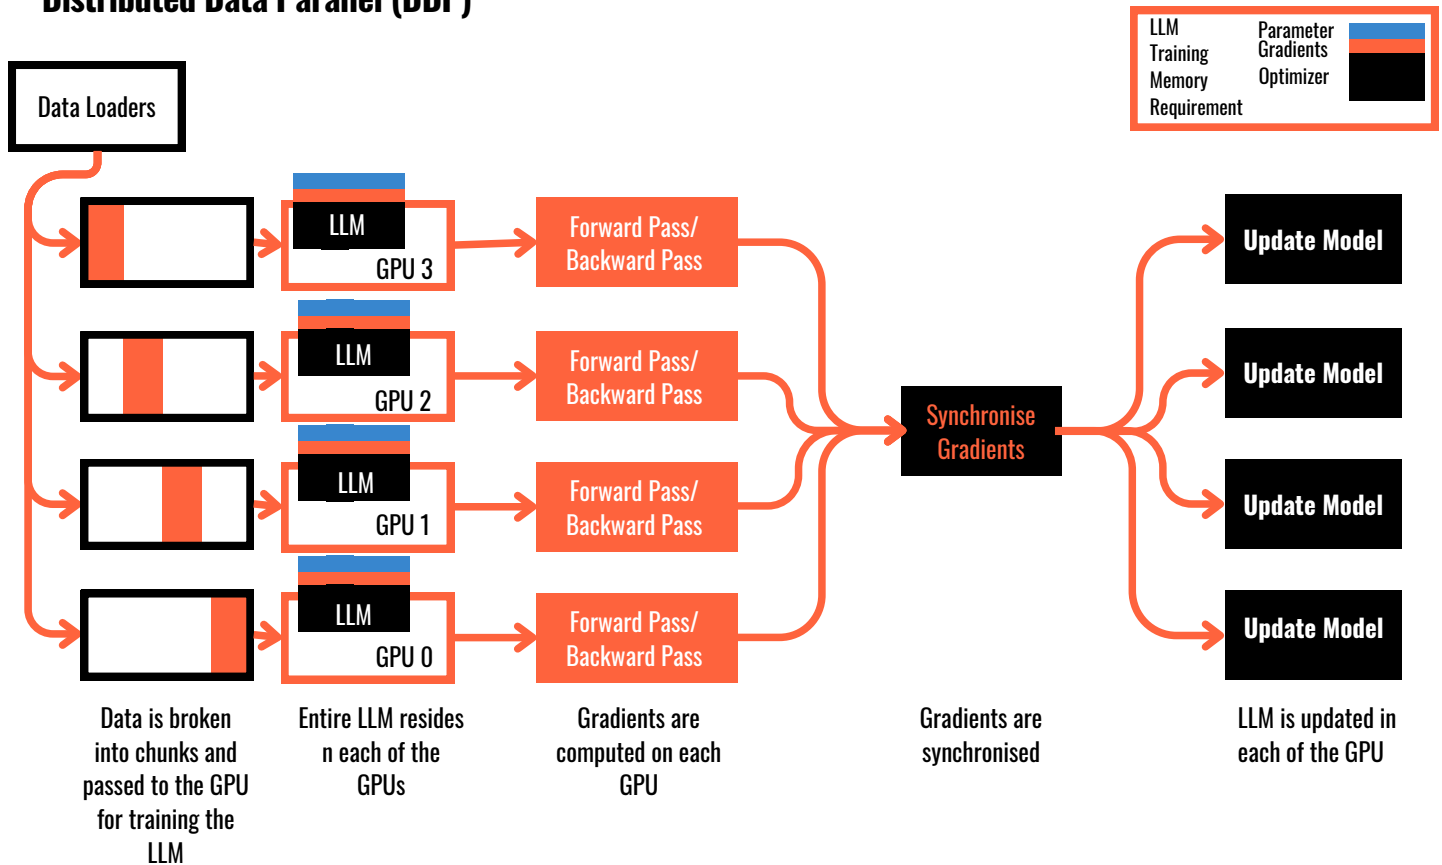 Distributed Data Parallel (DDP)
LLM
Training
Memory
Requirement
Parameter
Gradients
Optimizer
Data Loaders
LLM
GPU 3
Forward Pass/
Backward Pass
Update Model
LLM
GPU 2
Forward Pass/
Backward Pass
Update Model
Synchronise
Gradients
LLM
GPU 1
Forward Pass/
Backward Pass
Update Model
LLM
GPU 0
Forward Pass/
Backward Pass
Update Model
Data is broken
into chunks and
passed to the GPU
for training the
LLM
Entire LLM resides
n each of the
GPUs
Gradients are
computed on each
GPU
Gradients are
synchronised
LLM is updated in
each of the GPU